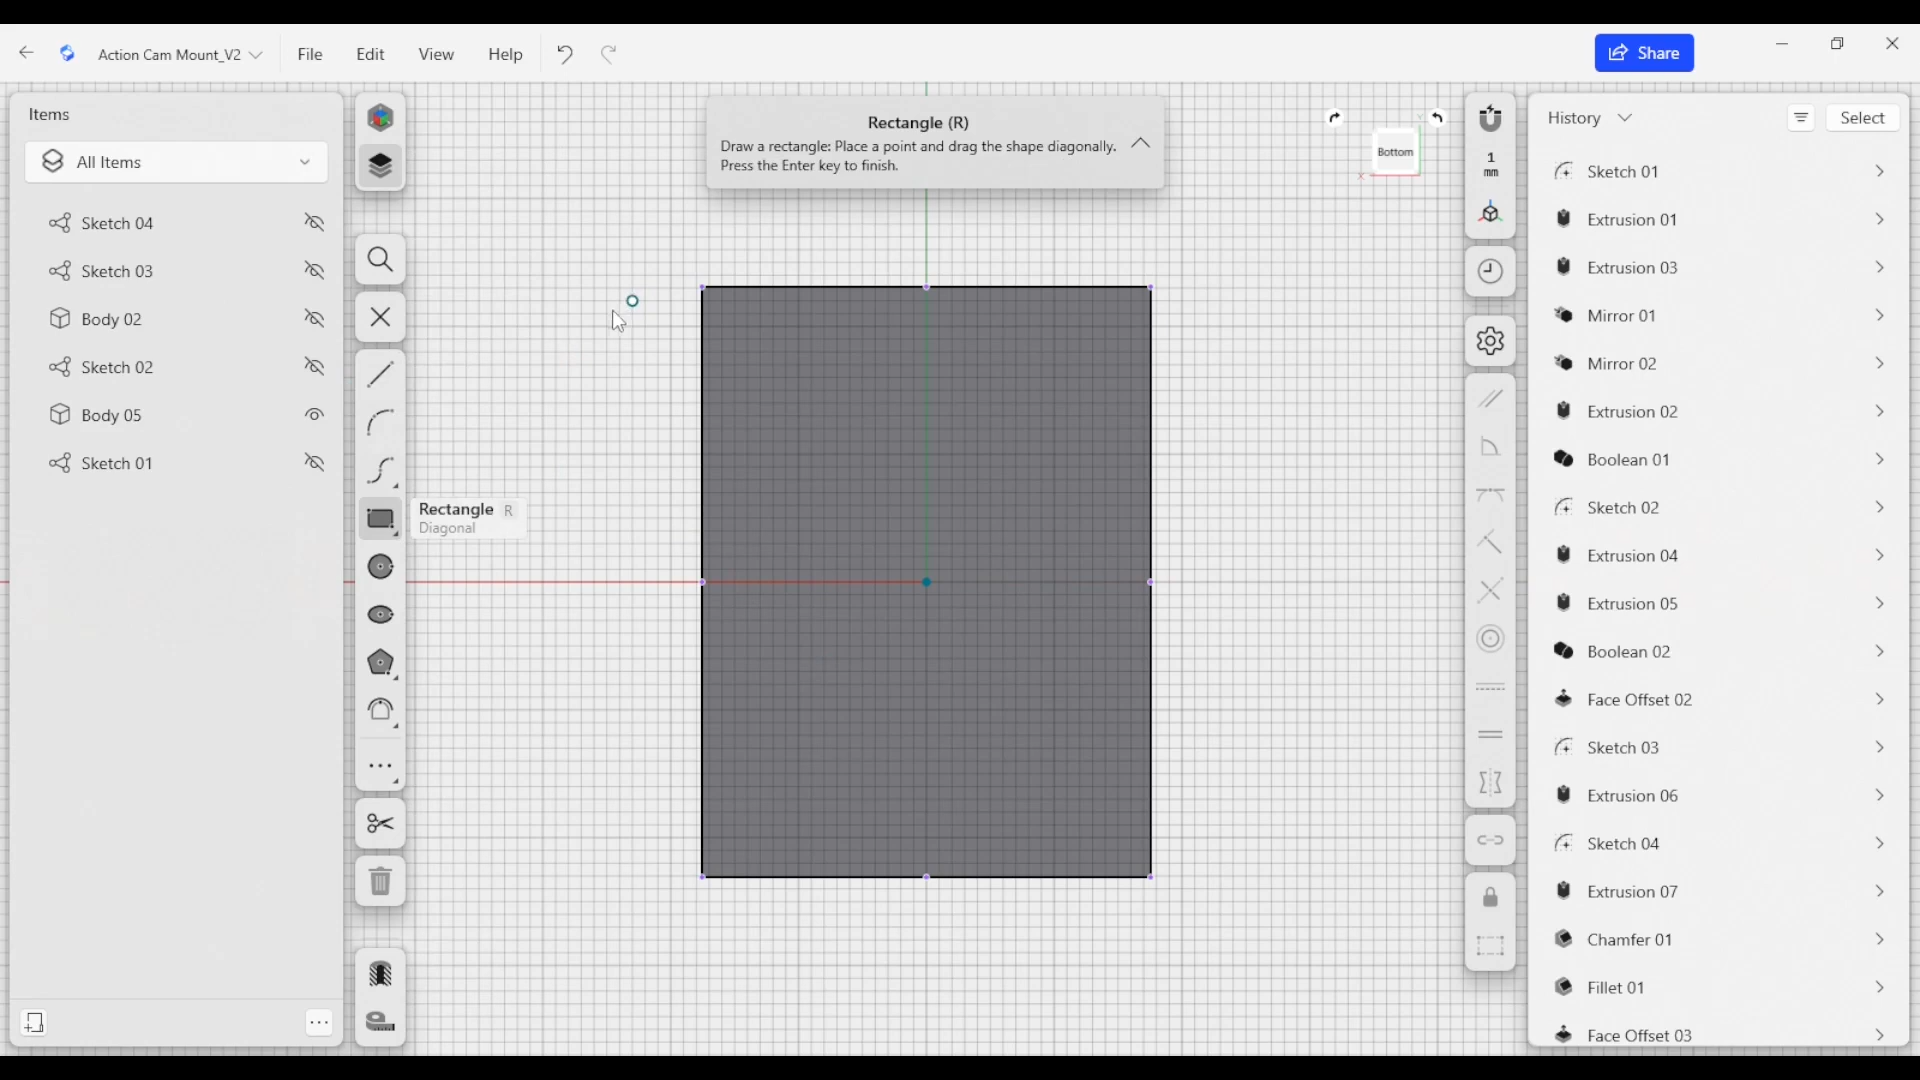 Action Cam Mount_V2
File
Edit
View
Help
Share
Items
All Items
Sketch 04
Sketch 03
Body 02
Sketch 02
Body 05
Sketch 01
Rectangle R
Diagonal
Rectangle (R)
Draw a rectangle: Place a point and drag the shape diagonally.
Press the Enter key to finish.
Bottom
X
Y
1
mm
History
Select
Sketch 01
Extrusion 01
Extrusion 03
Mirror 01
Mirror 02
Extrusion 02
Boolean 01
Sketch 02
Extrusion 04
Extrusion 05
Boolean 02
Face Offset 02
Sketch 03
Extrusion 06
Sketch 04
Extrusion 07
Chamfer 01
Fillet 01
Face Offset 03